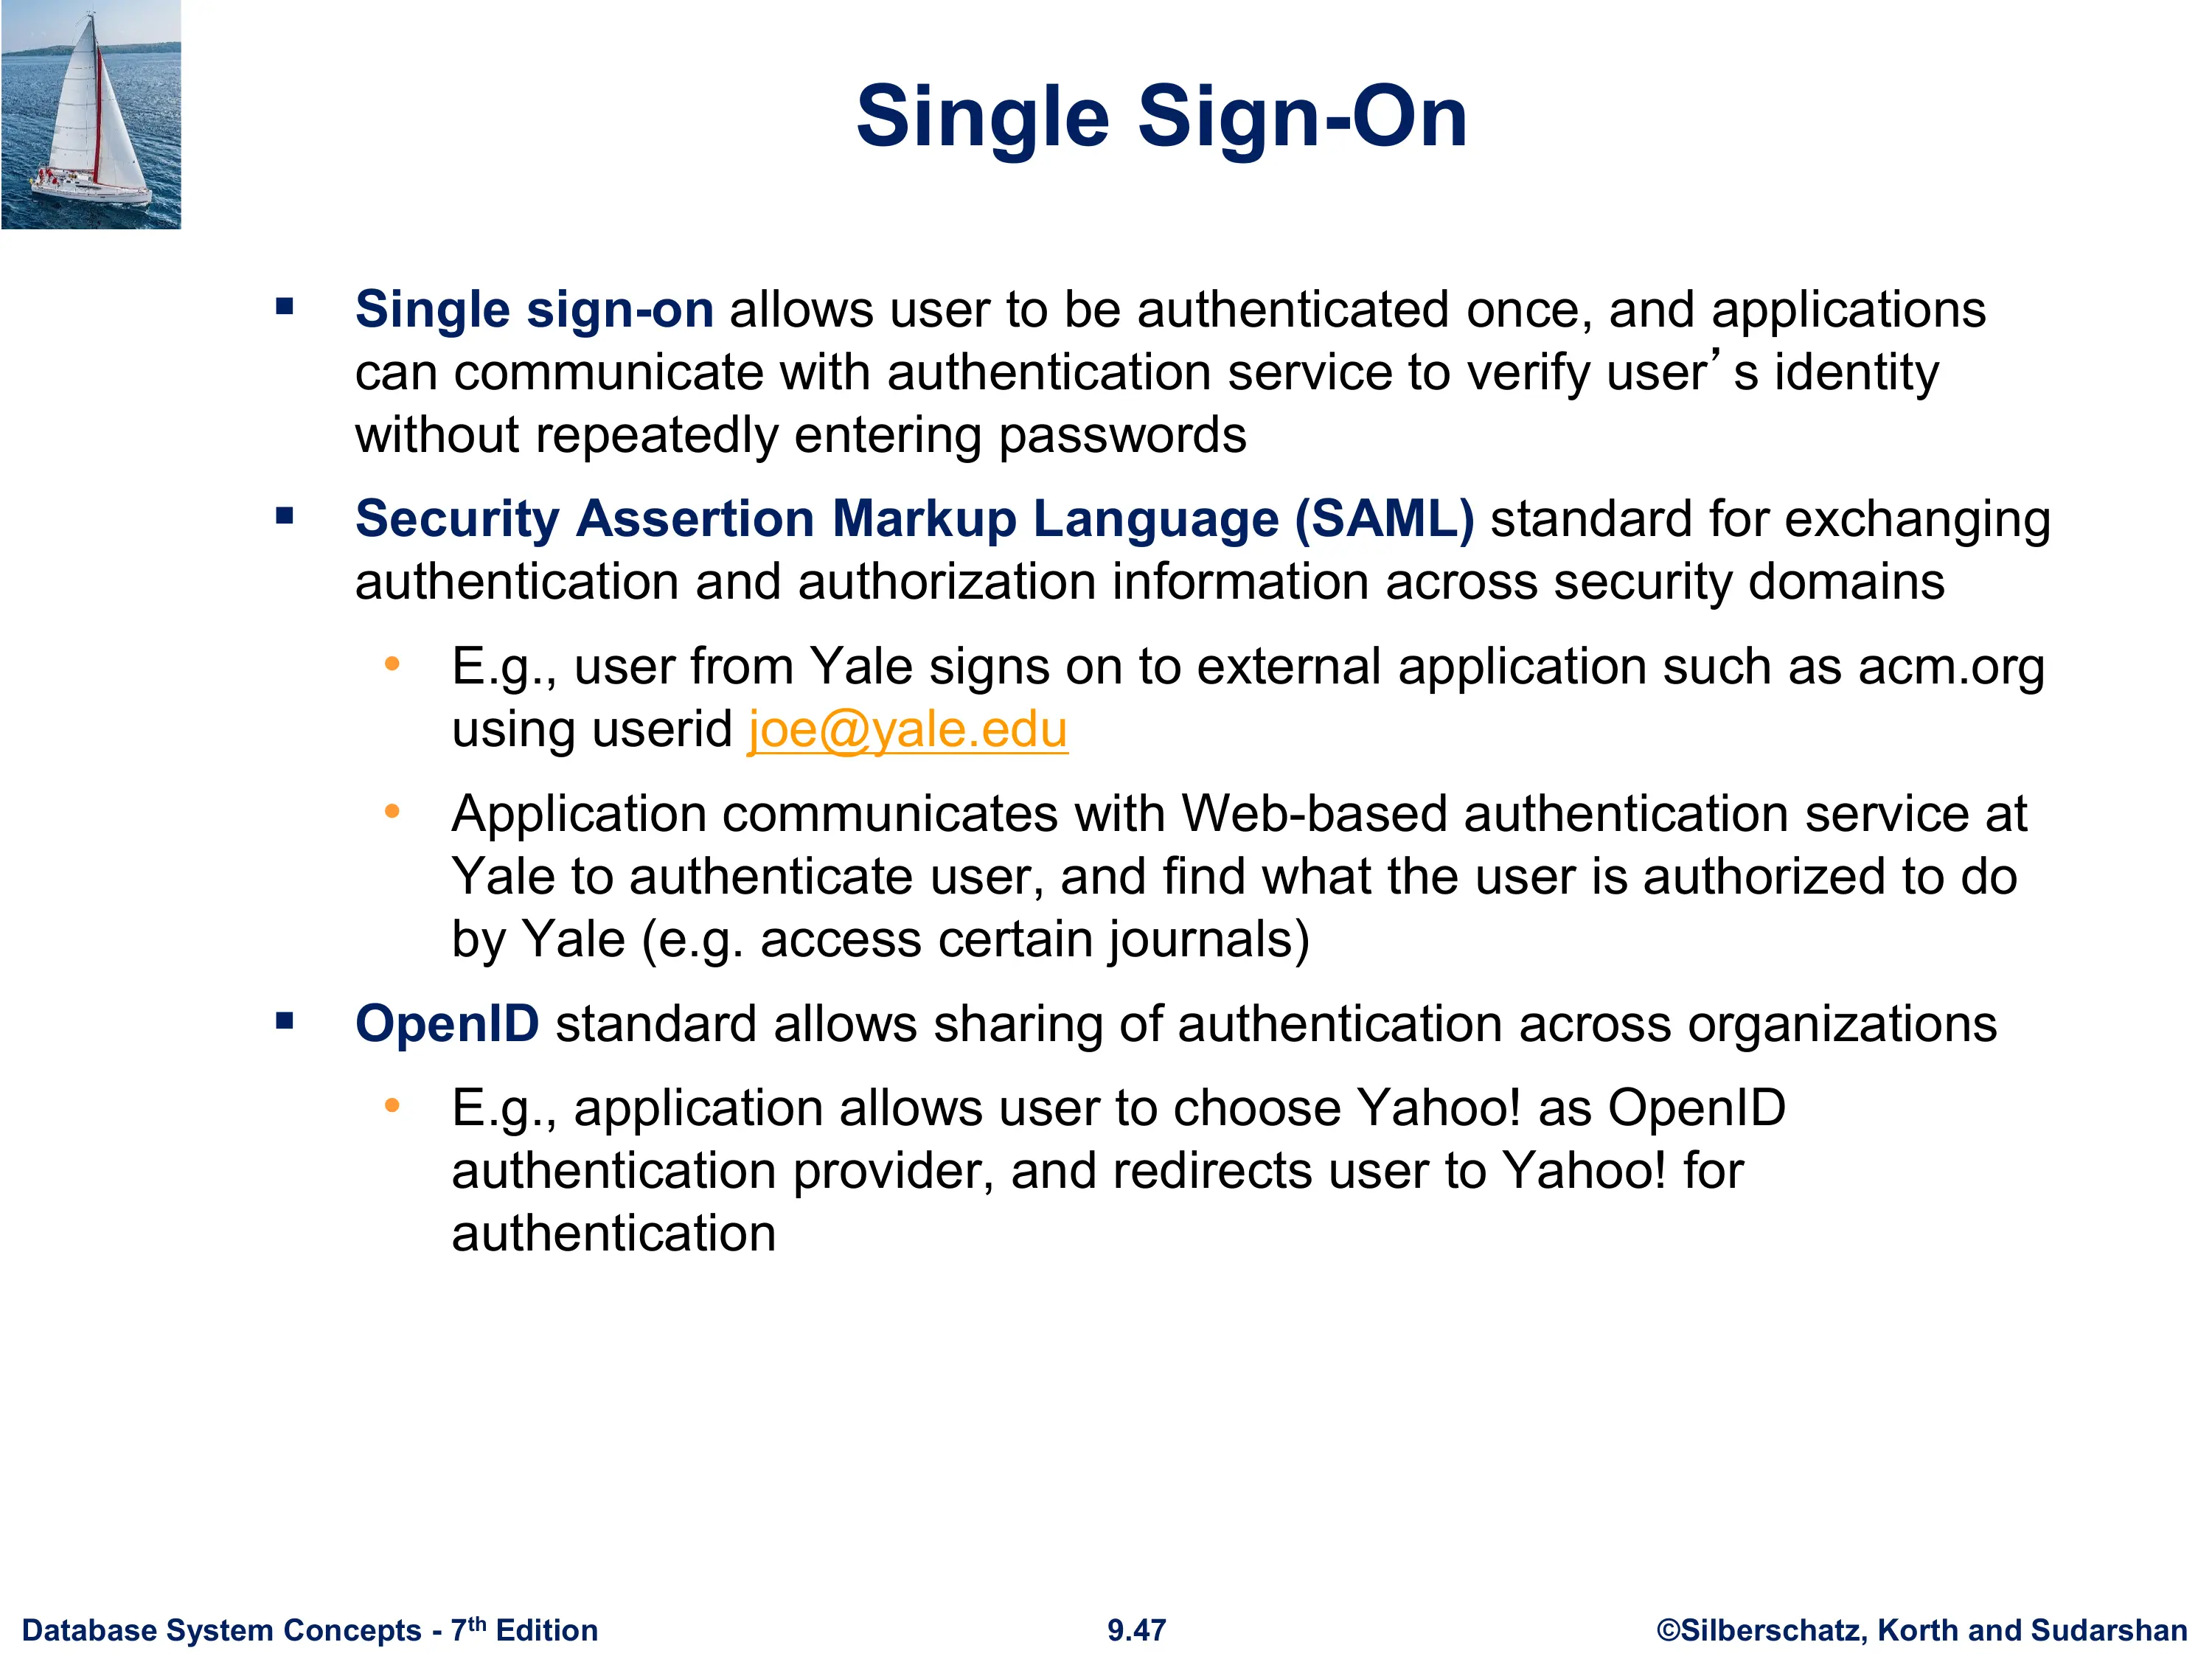 Single Sign-On
▪ Single sign-on allows user to be authenticated once, and applications
can communicate with authentication service to verify user’s identity
without repeatedly entering passwords
▪ Security Assertion Markup Language (SAML) standard for exchanging
authentication and authorization information across security domains
• E.g., user from Yale signs on to external application such as acm.org
using userid joe@yale.edu
• Application communicates with Web-based authentication service at
Yale to authenticate user, and find what the user is authorized to do
by Yale (e.g. access certain journals)
▪ OpenID standard allows sharing of authentication across organizations
• E.g., application allows user to choose Yahoo! as OpenID
authentication provider, and redirects user to Yahoo! for
authentication
Database System Concepts - 7th Edition
9.47
©Silberschatz, Korth and Sudarshan